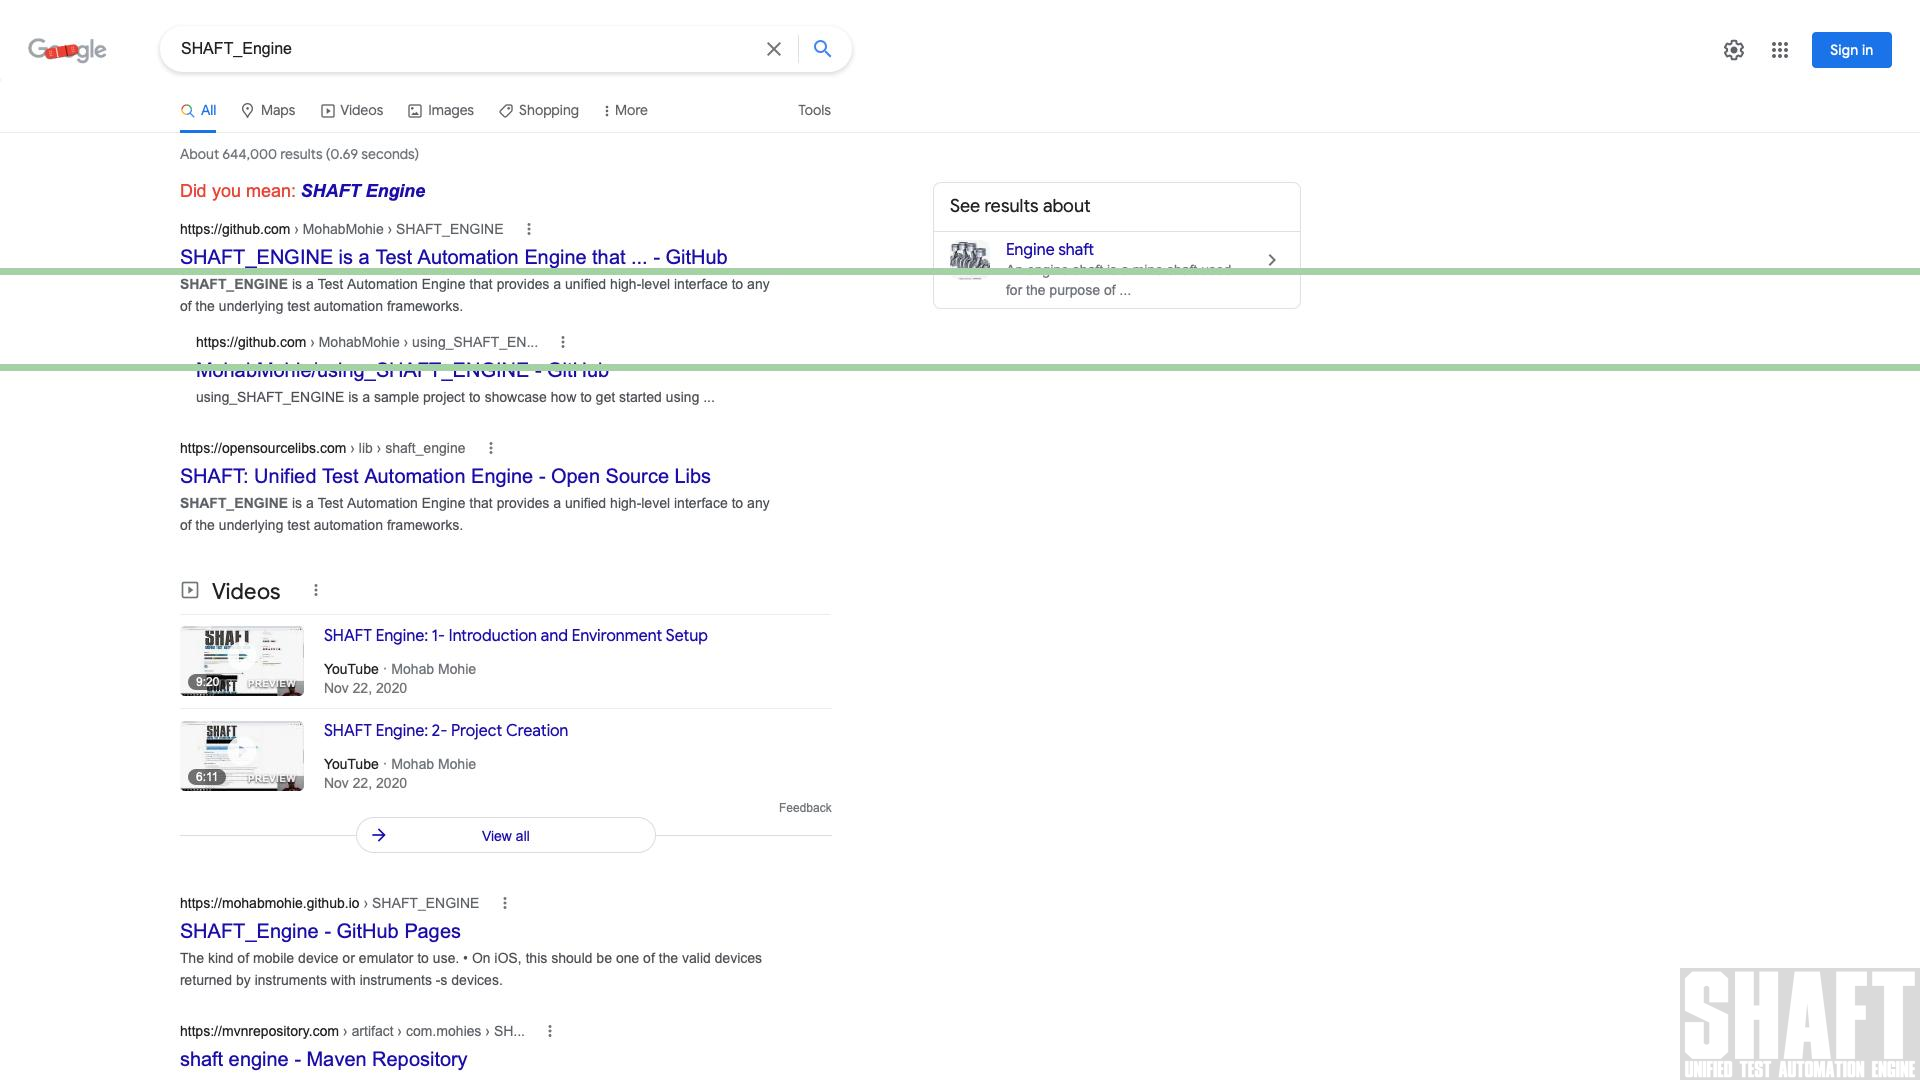 Google
SHAFT_Engine
Sign in
All
Maps
Videos
Images
Shopping
More
Tools
About 644,000 results (0.69 seconds)
Did you mean: SHAFT Engine
https://github.com › MohabMohie › SHAFT_ENGINE
SHAFT_ENGINE is a Test Automation Engine that ... - GitHub
SHAFT_ENGINE is a Test Automation Engine that provides a unified high-level interface to any
of the underlying test automation frameworks.
https://github.com › MohabMohie › using_SHAFT_EN...
MohabMohie/using_SHAFT_ENGINE - GitHub
using_SHAFT_ENGINE is a sample project to showcase how to get started using ...
https://opensourcelibs.com › lib › shaft_engine
SHAFT: Unified Test Automation Engine - Open Source Libs
SHAFT_ENGINE is a Test Automation Engine that provides a unified high-level interface to any
of the underlying test automation frameworks.
Videos
SHAFT
9:20
PREVIEW
SHAFT Engine: 1- Introduction and Environment Setup
YouTube · Mohab Mohie
Nov 22, 2020
SHAFT
6:11
PREVIEW
SHAFT Engine: 2- Project Creation
YouTube · Mohab Mohie
Nov 22, 2020
Feedback
View all
https://mohabmohie.github.io › SHAFT_ENGINE
SHAFT_Engine - GitHub Pages
The kind of mobile device or emulator to use. • On iOS, this should be one of the valid devices
returned by instruments with instruments -s devices.
https://mvnrepository.com › artifact › com.mohies › SH...
shaft engine - Maven Repository
See results about
Engine shaft
An engine shaft is a mine shaft used
for the purpose of ...
SHAFT
UNIFIED TEST AUTOMATION ENGINE